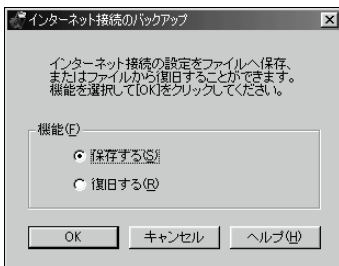 インターネット接続のバックアップ
インターネット接続の設定をファイルへ保存、
またはファイルから復旧することができます。
機能を選択して[OK]をクリックしてください。
機能(F)
保存する(S)
復旧する(R)
OK
キャンセル
ヘルプ(H)